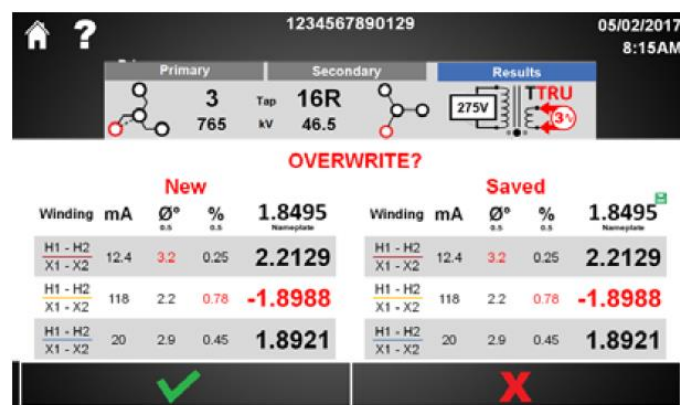 ? 1234567890129 05/02/2017
8:15AM
Primary Secondary Results
3 Tap 16R 275V TTRU
765 kV 46.5 3
OVERWRITE?
New Saved
Winding mA Ø° % 1.8495 Winding mA Ø° % 1.8495
0.5 0.5 Nameplate 0.5 0.5 Nameplate
H1 - H2 H1 - H2
12.4 3.2 0.25 2.2129 12.4 3.2 0.25 2.2129
X1 - X2 X1 - X2
H1 - H2 H1 - H2
118 2.2 0.78 -1.8988 118 2.2 0.78 -1.8988
X1 - X2 X1 - X2
H1 - H2 H1 - H2
20 2.9 0.45 1.8921 20 2.9 0.45 1.8921
X1 - X2 X1 - X2